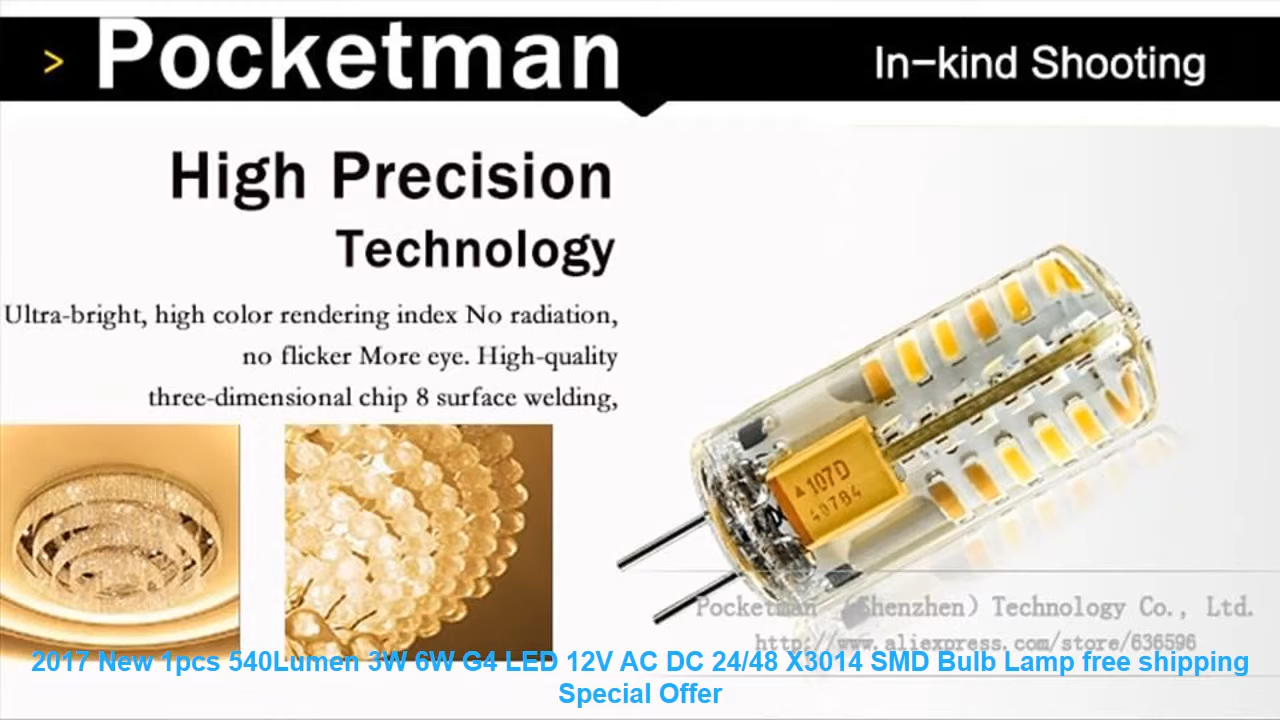 > Pocketman
In-kind Shooting
High Precision
Technology
Ultra-bright, high color rendering index No radiation,
no flicker More eye. High-quality
three-dimensional chip 8 surface welding,
107D
407B4
Pocketman (Shenzhen) Technology Co., Ltd.
http://www.aliexpress.com/store/636596
2017 New 1pcs 540Lumen 3W 6W G4 LED 12V AC DC 24/48 X3014 SMD Bulb Lamp free shipping
Special Offer